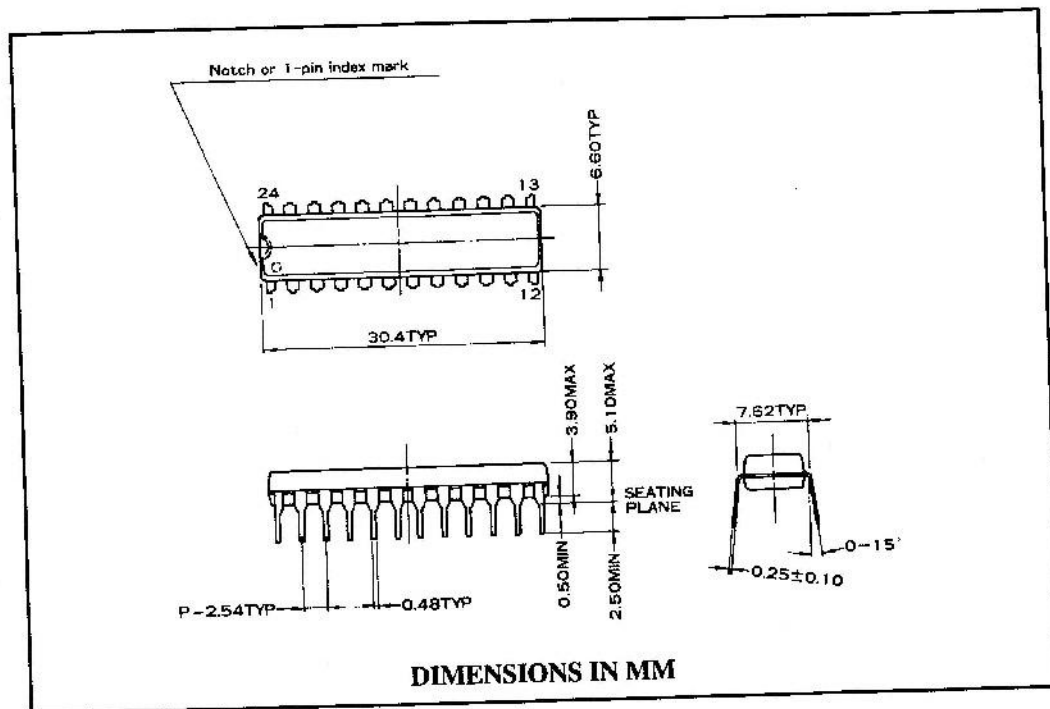 Notch or 1-pin index mark
24
13
6.60TYP
1
12
30.4TYP
3.90MAX
5.10MAX
7.62TYP
SEATING
PLANE
0.50MIN
2.50MIN
0-15°
0.25±0.10
P-2.54TYP
0.48TYP
DIMENSIONS IN MM